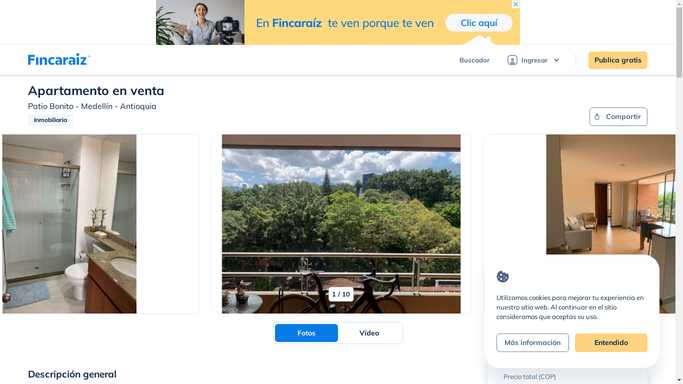 En Fincaraíz te ven porque te ven
Clic aquí
Fincaraíz
Buscador
Ingresar
Publica gratis
Apartamento en venta
Patio Bonito - Medellín - Antioquia
Inmobiliaria
Compartir
1 / 10
Fotos
Vídeo
Utilizamos cookies para mejorar tu experiencia en
nuestro sitio web. Al continuar en el sitio
consideramos que aceptas su uso.
Más información
Entendido
Descripción general
Precio total (COP)